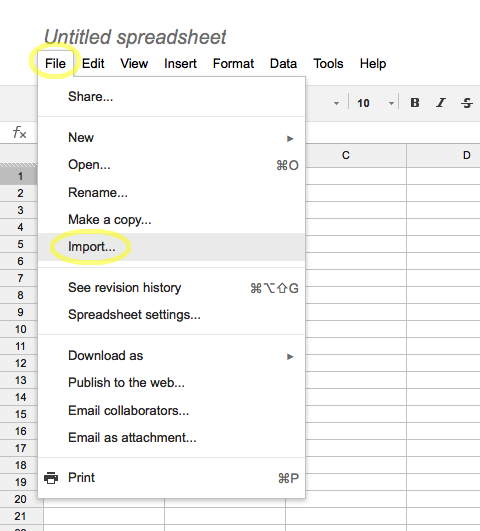 Untitled spreadsheet
File Edit View Insert Format Data Tools Help
Share...
10 B I S
fx
New
Open... ⌘O
Rename...
Make a copy...
Import...
See revision history ⌘⌥⇧G
Spreadsheet settings...
Download as
Publish to the web...
Email collaborators...
Email as attachment...
Print ⌘P
C D
1
2
3
4
5
6
7
8
9
10
11
12
13
14
15
16
17
18
19
20
21